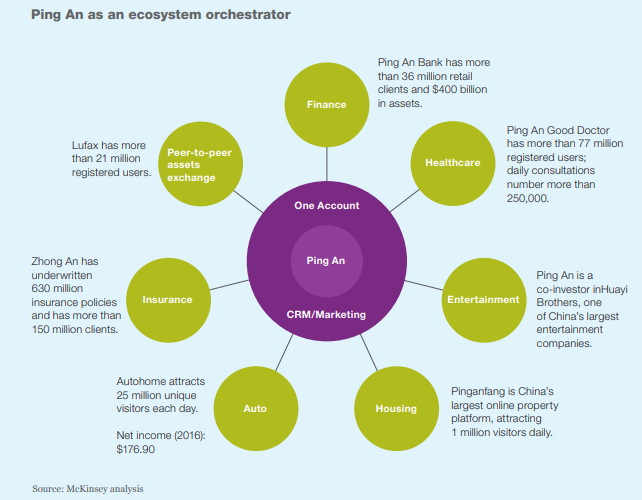 Ping An as an ecosystem orchestrator
Ping An Bank has more
than 36 million retail
clients and $400 billion
in assets.
Finance
Ping An Good Doctor
has more than 77 million
registered users;
daily consultations
number more than
250,000.
Healthcare
Lufax has more
than 21 million
registered users.
Peer-to-peer
assets
exchange
One Account
Ping An
CRM/Marketing
Zhong An has
underwritten
630 million
insurance policies
and has more than
150 million clients.
Insurance
Entertainment
Ping An is a
co-investor inHuayi
Brothers, one
of China's largest
entertainment
companies.
Autohome attracts
25 million unique
visitors each day.
Net income (2016):
$176.90
Auto
Housing
Pinganfang is China's
largest online property
platform, attracting
1 million visitors daily.
Source: McKinsey analysis